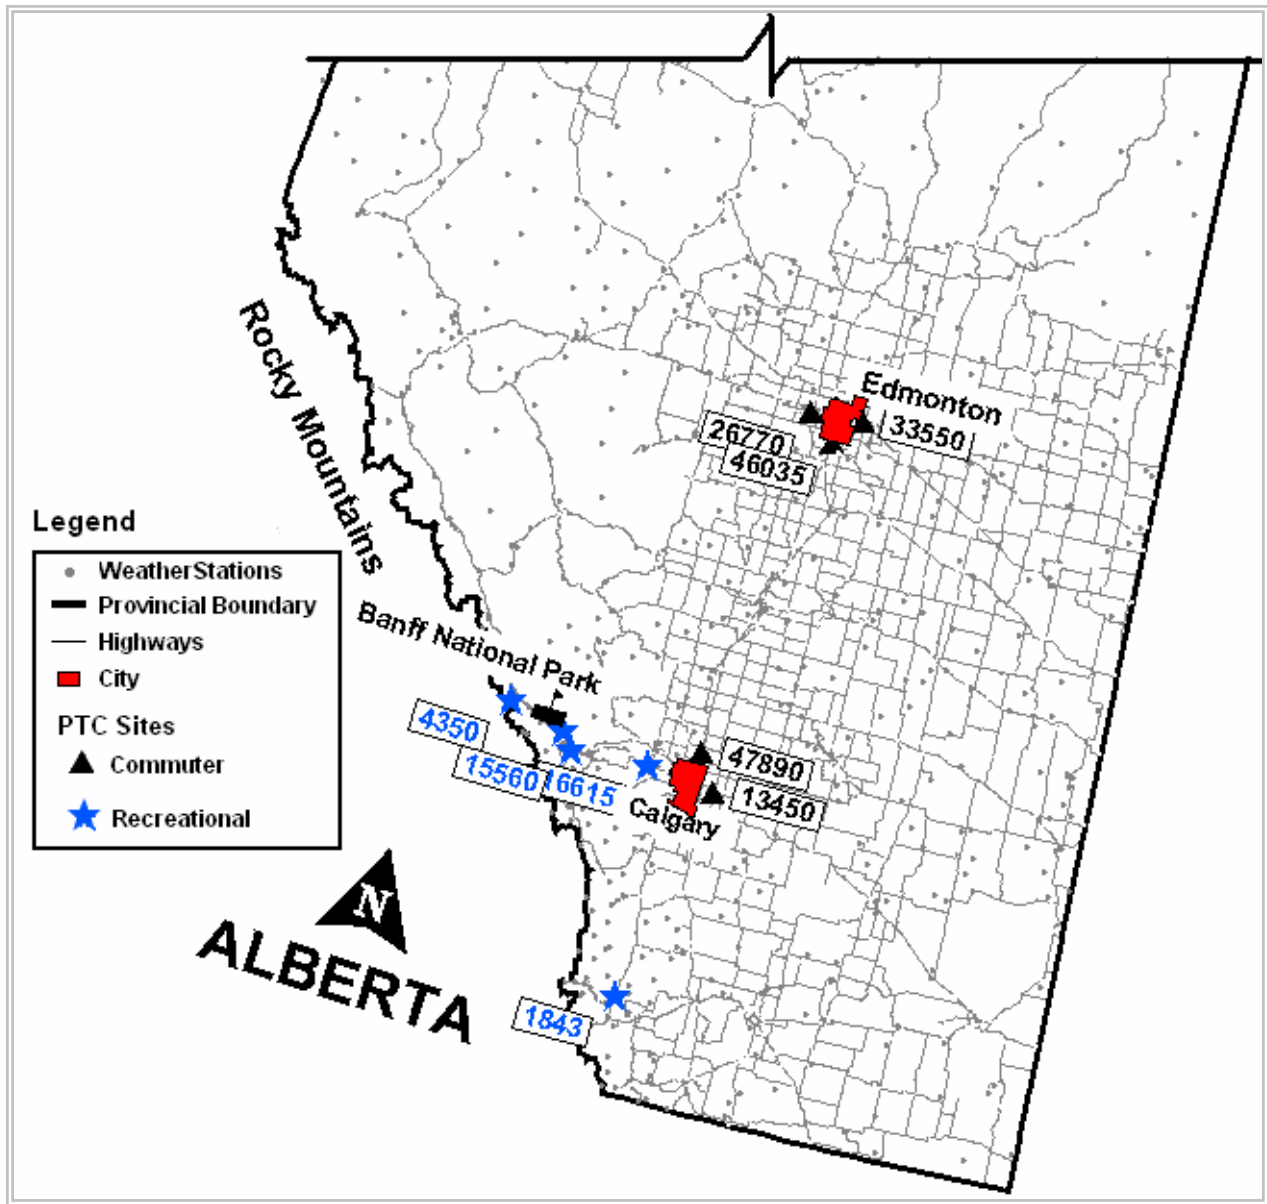 Rocky Mountains
Edmonton
33550
26770
46035
Legend
WeatherStations
Provincial Boundary
Highways
City
PTC Sites
Commuter
Recreational
Banff National Park
4350
15560
16615
47890
13450
Calgary
N
ALBERTA
1843